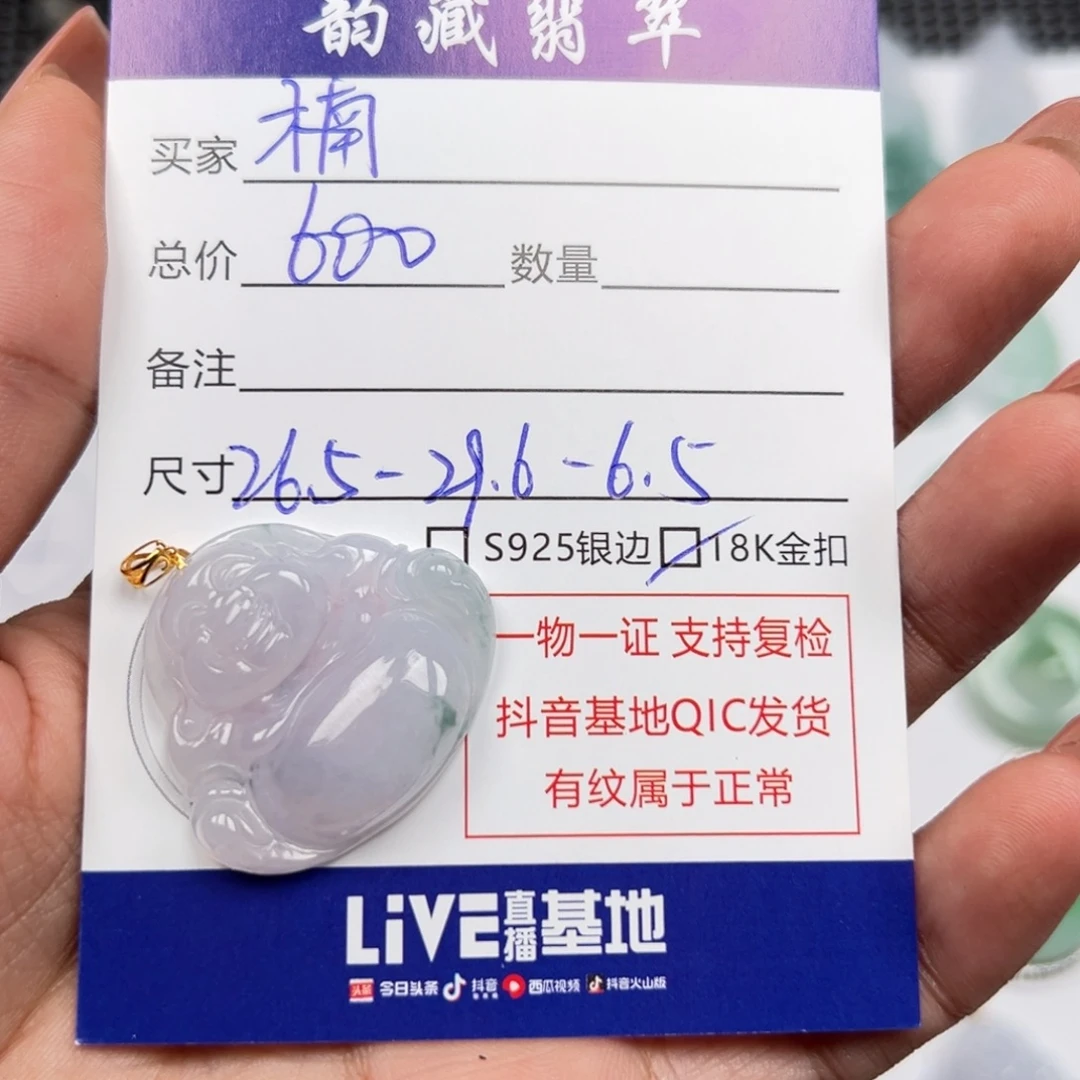 韵藏翡翠
买家 楠
总价 600 数量
备注
尺寸 26.5-29.6-6.5
S925银边 18K金扣
一物一证 支持复检
抖音基地QIC发货
有纹属于正常
LiVE直播基地
头条 今日头条 抖音 西瓜视频 抖音火山版